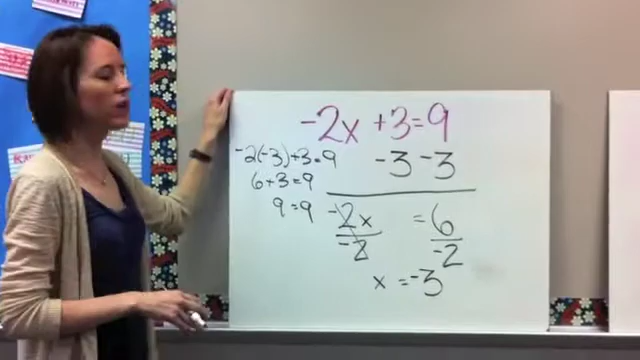 -2x +3=9
-3 -3
-2x = 6
-2 -2
x = -3
-2(-3)+3=9
6+3=9
9=9